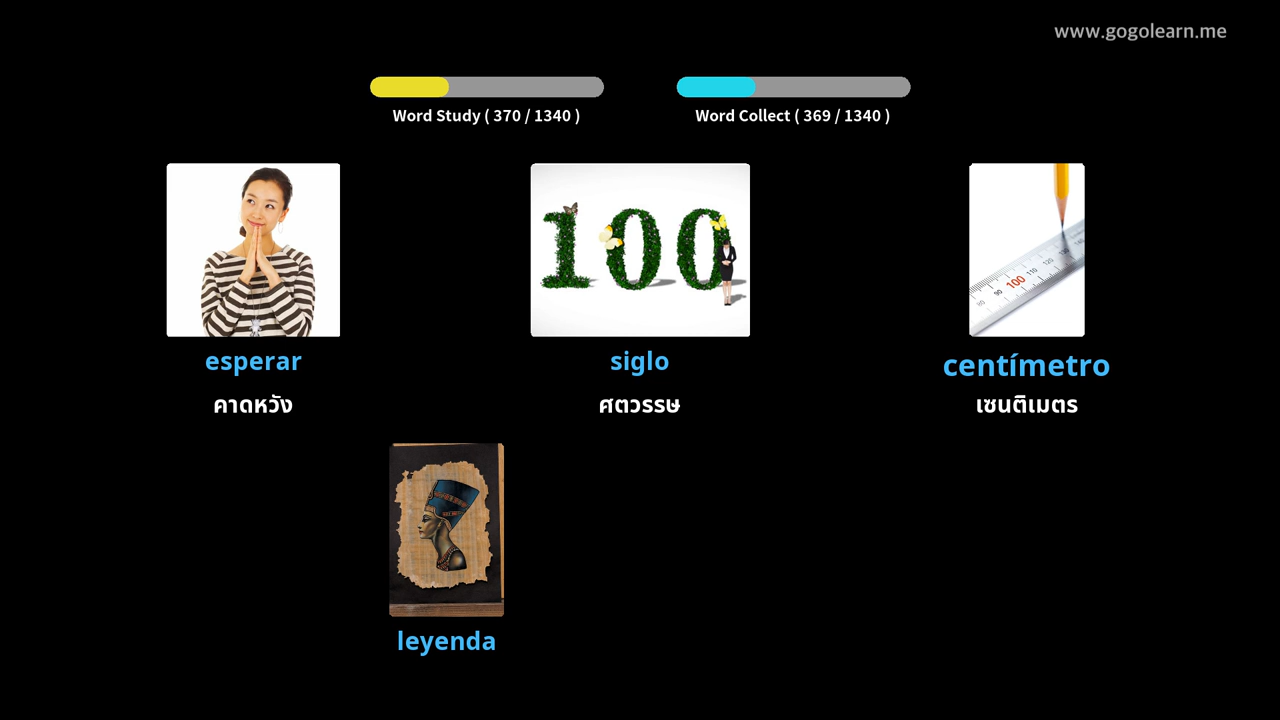 www.gogolearn.me
Word Study ( 370 / 1340 )
Word Collect ( 369 / 1340 )
esperar
คาดหวัง
siglo
ศตวรรษ
centímetro
เซนติเมตร
leyenda